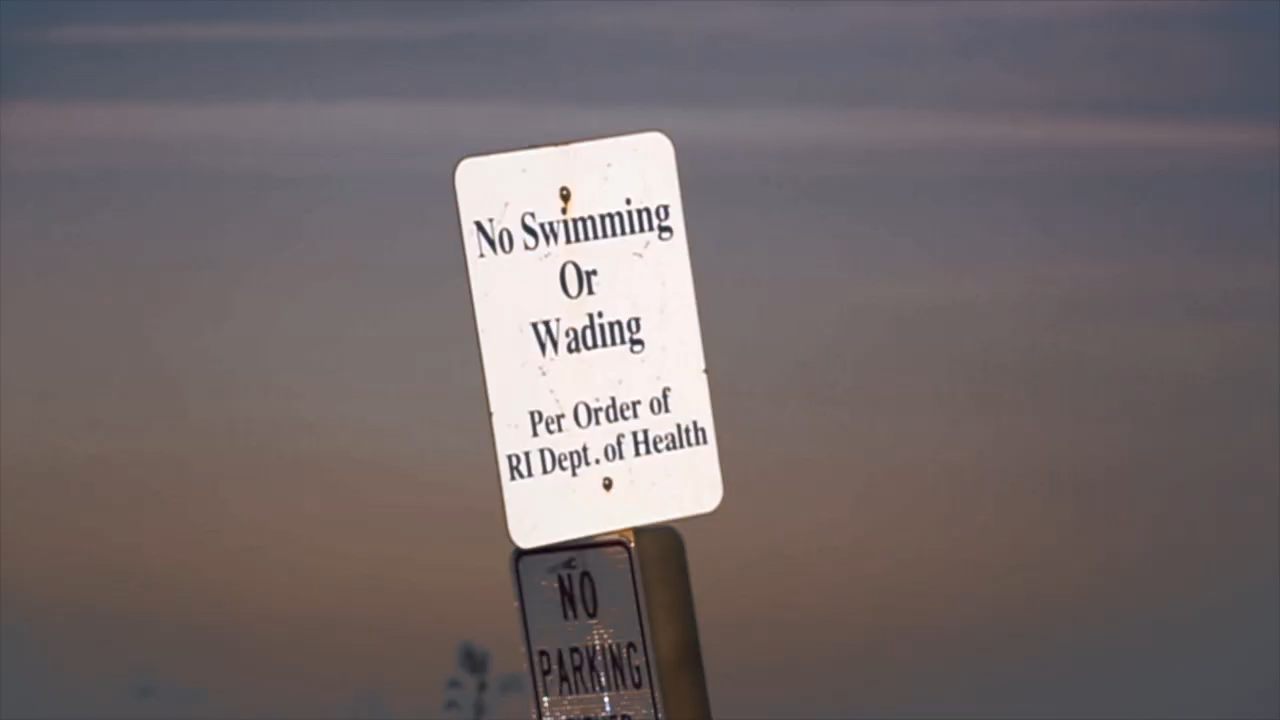 No Swimming
Or
Wading
Per Order of
RI Dept. of Health
NO
PARKING